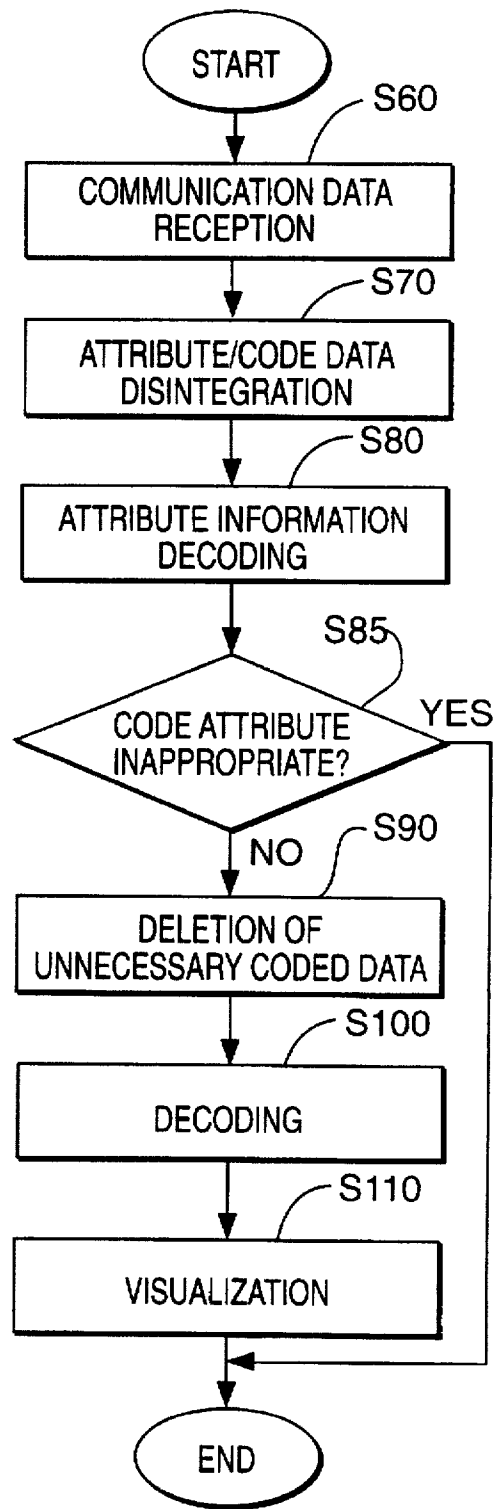 START
S60
COMMUNICATION DATA
RECEPTION
S70
ATTRIBUTE/CODE DATA
DISINTEGRATION
S80
ATTRIBUTE INFORMATION
DECODING
S85
YES
CODE ATTRIBUTE
INAPPROPRIATE?
NO
S90
DELETION OF
UNNECESSARY CODED DATA
S100
DECODING
S110
VISUALIZATION
END